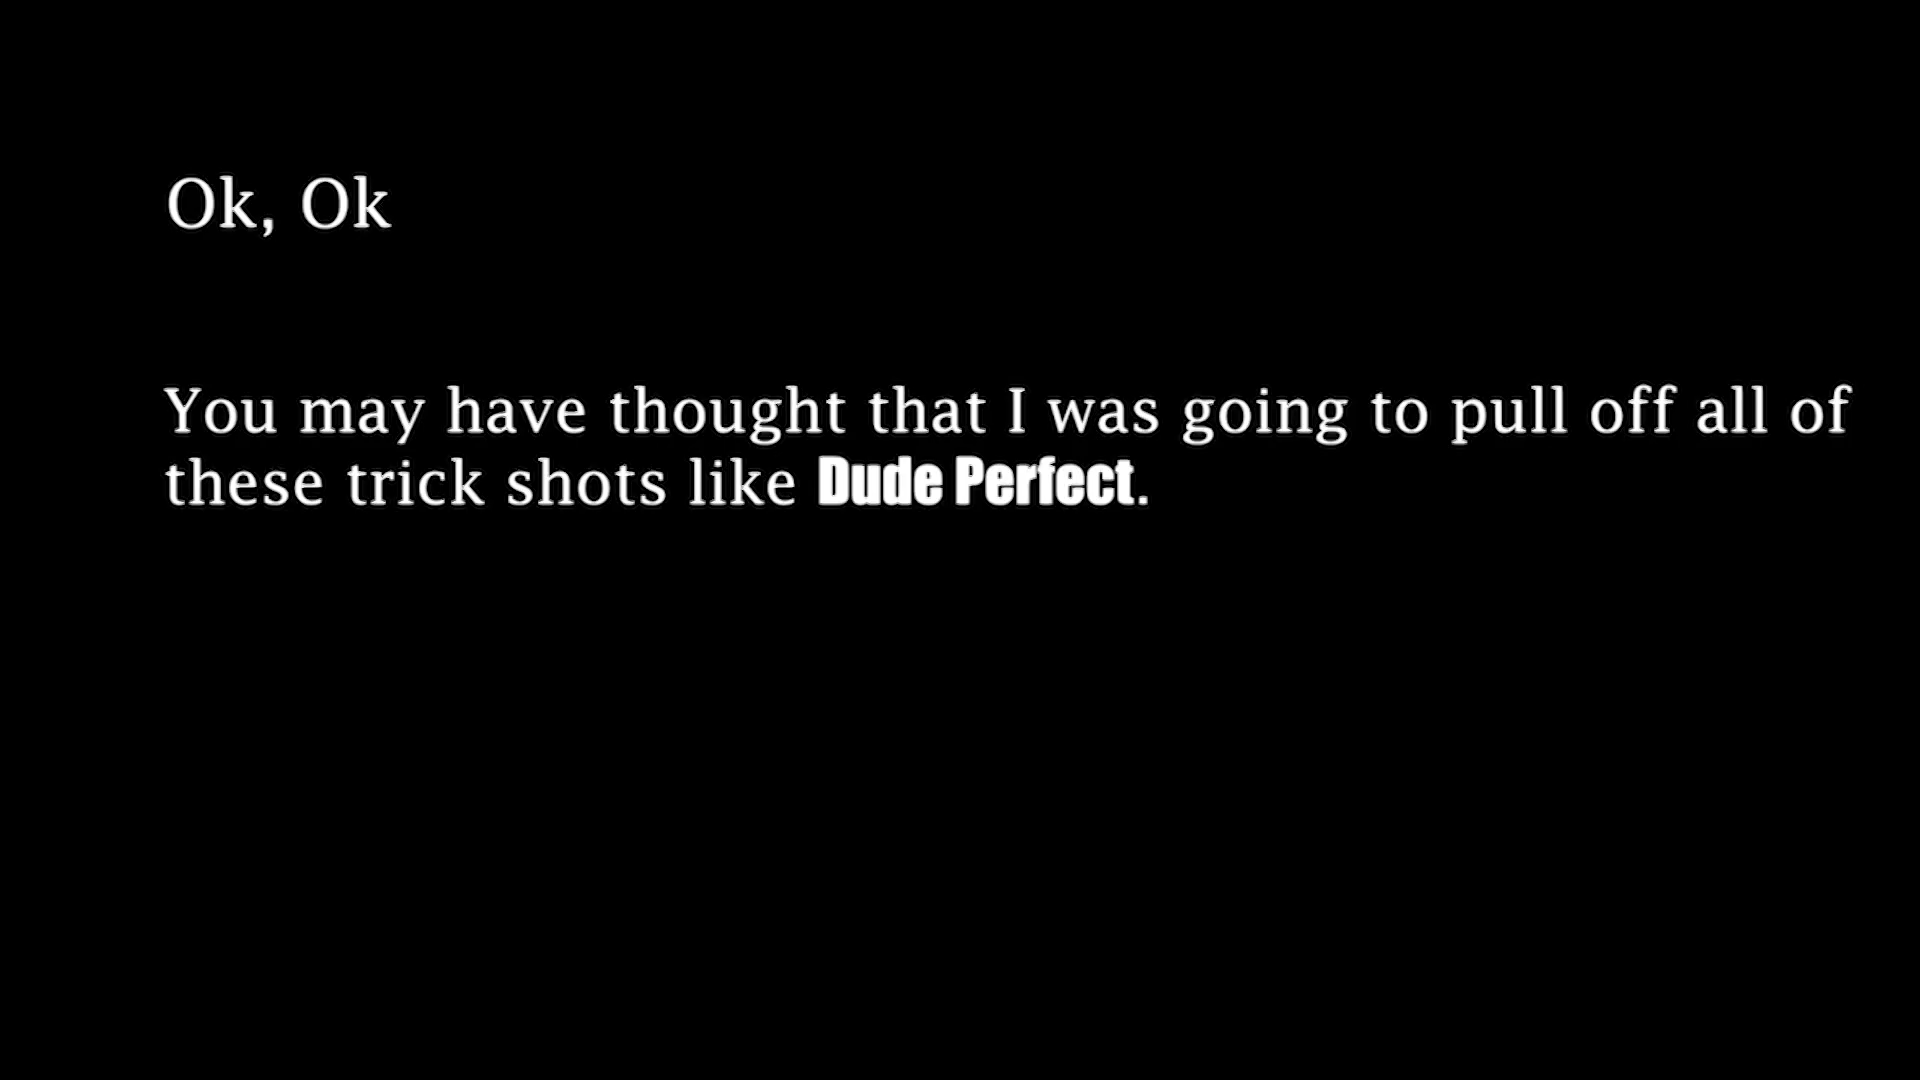 Ok, Ok
You may have thought that I was going to pull off all of
these trick shots like Dude Perfect.